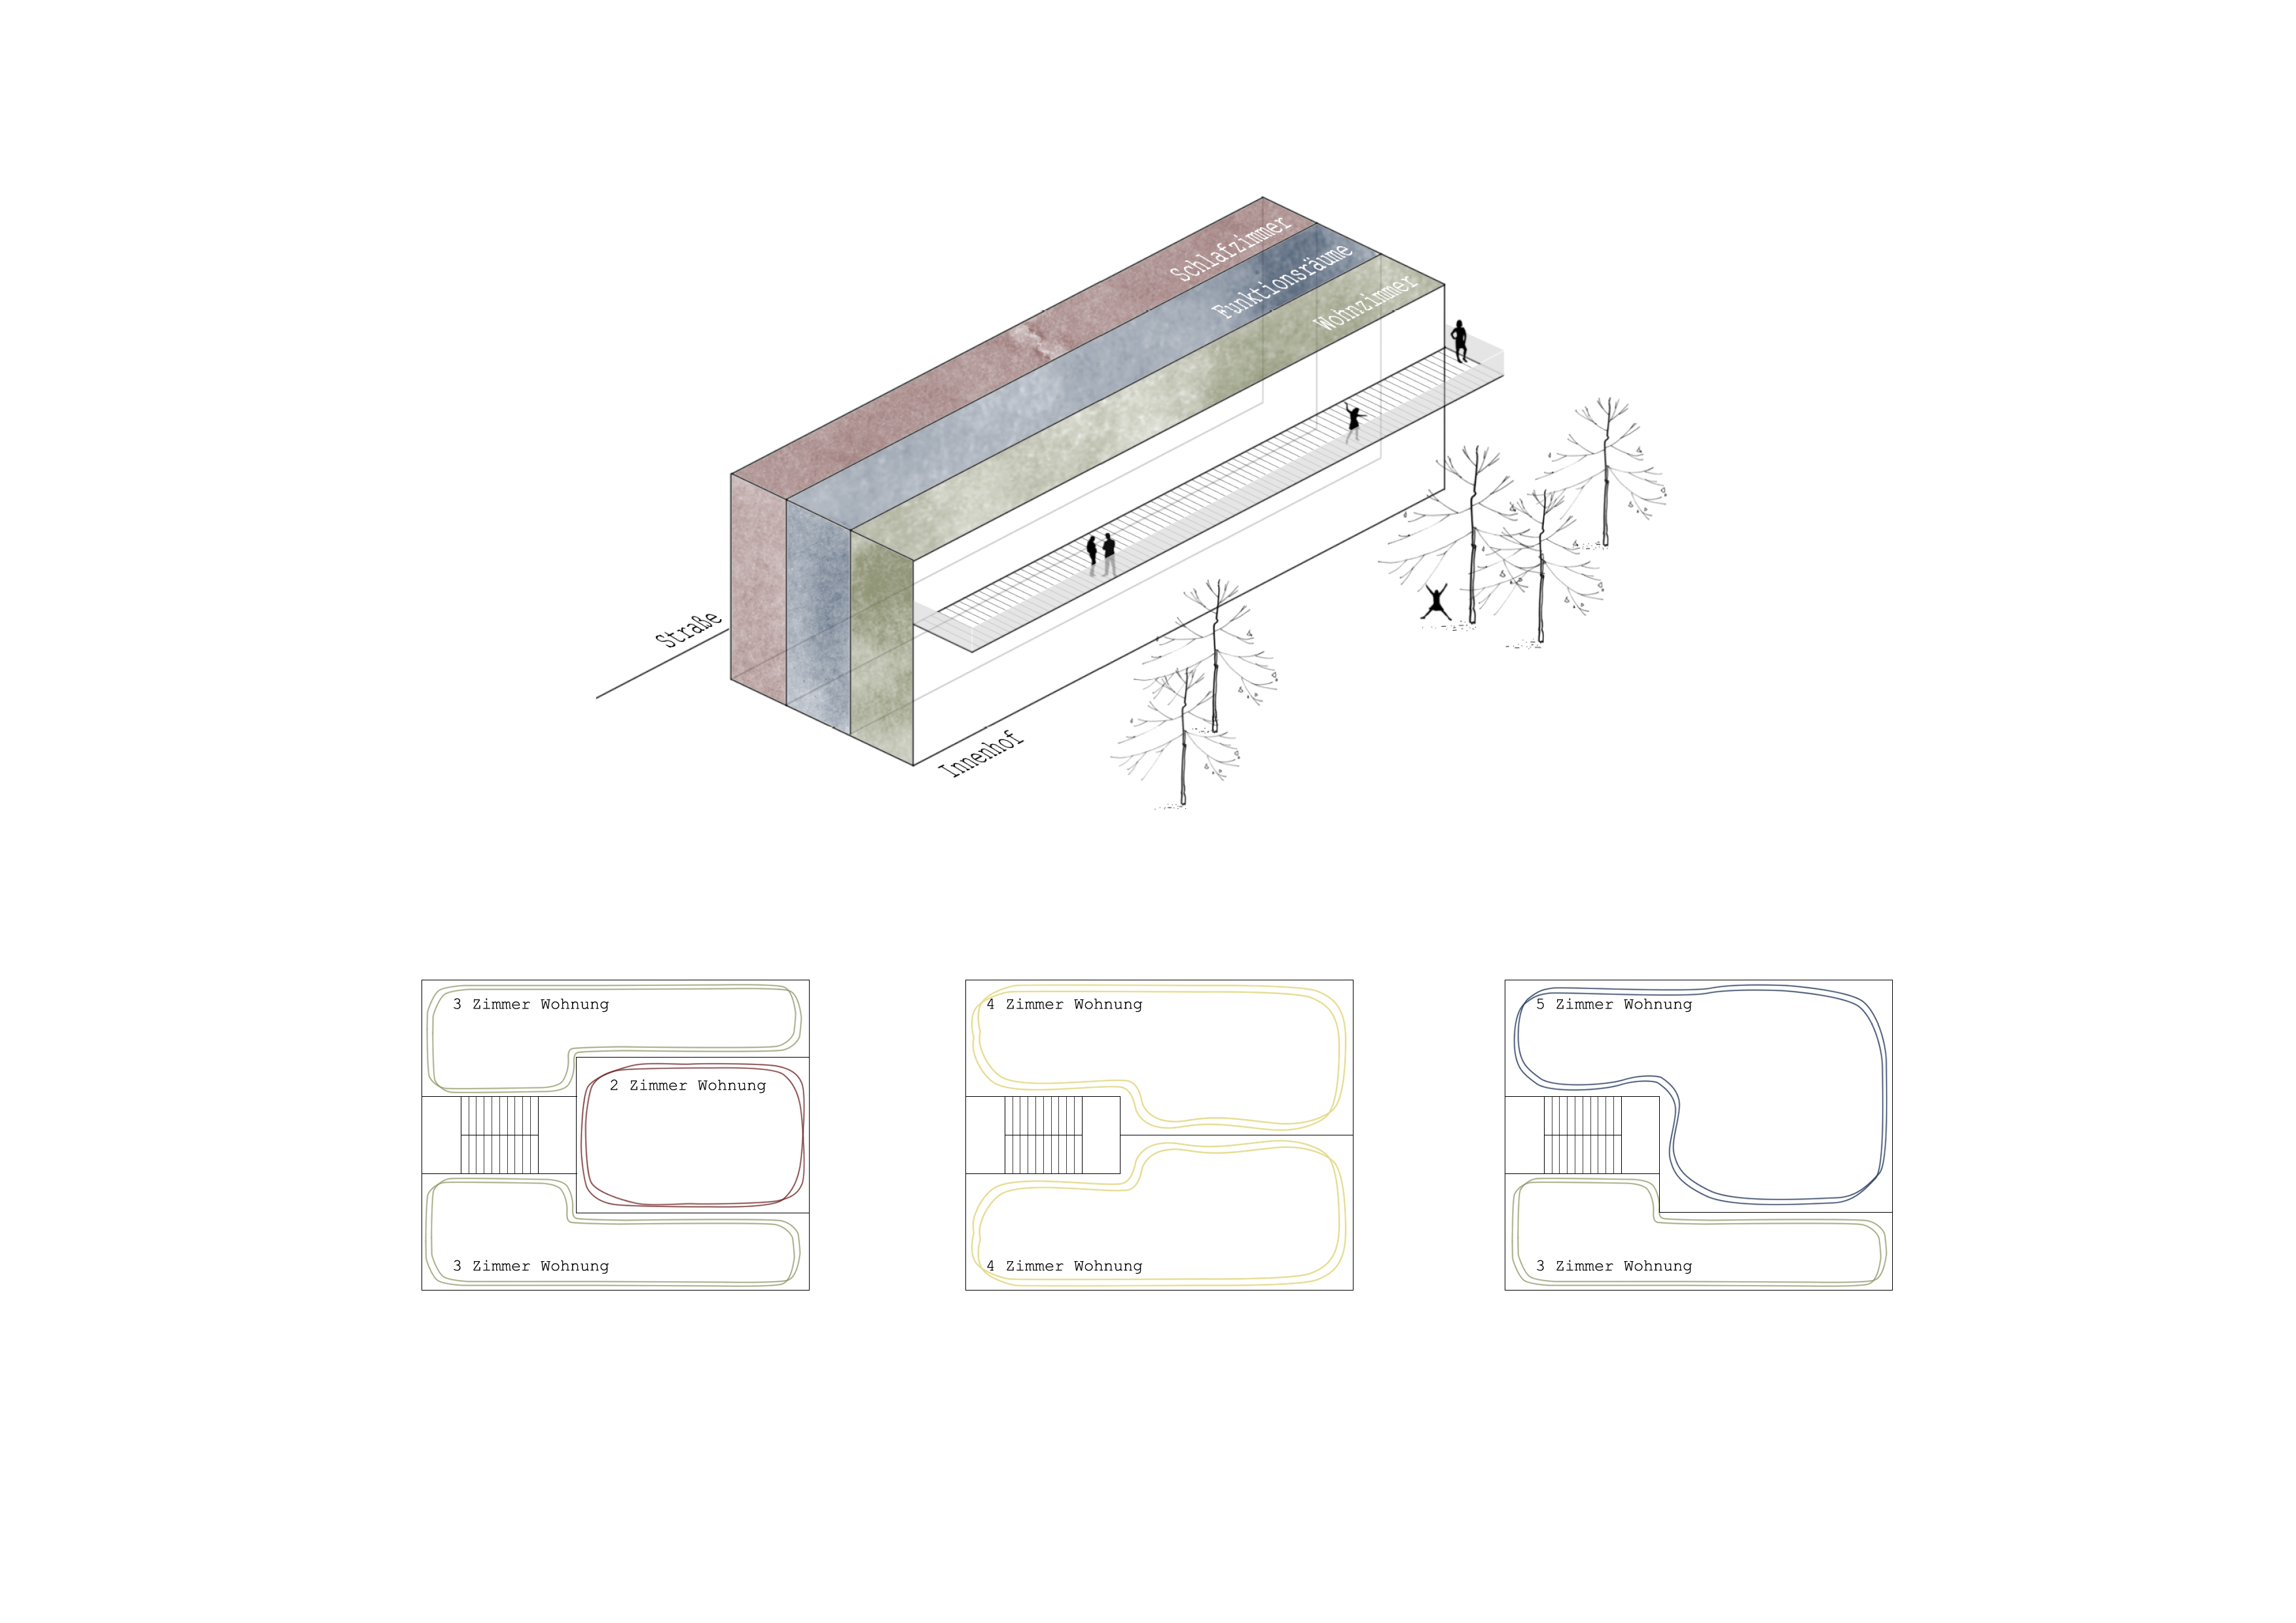 Schlafzimmer
Funktionsräume
Wohnzimmer
Straße
Innenhof
3 Zimmer Wohnung
2 Zimmer Wohnung
3 Zimmer Wohnung
4 Zimmer Wohnung
4 Zimmer Wohnung
5 Zimmer Wohnung
3 Zimmer Wohnung